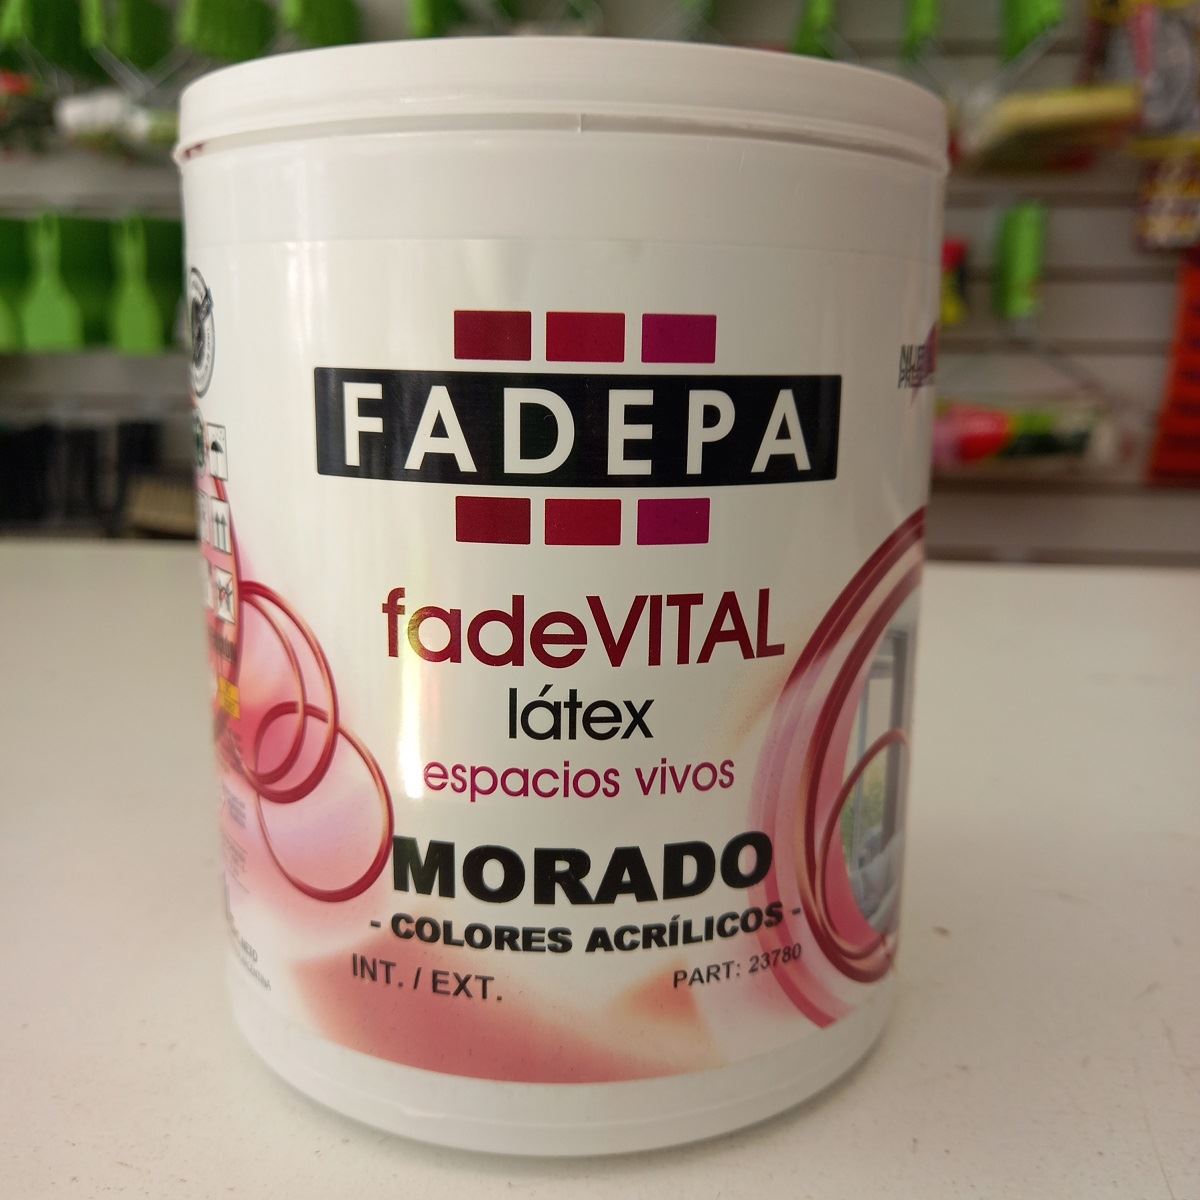 FADEPA
fadeVITAL
látex
espacios vivos
MORADO
- COLORES ACRÍLICOS -
INT. / EXT.
PART: 23780